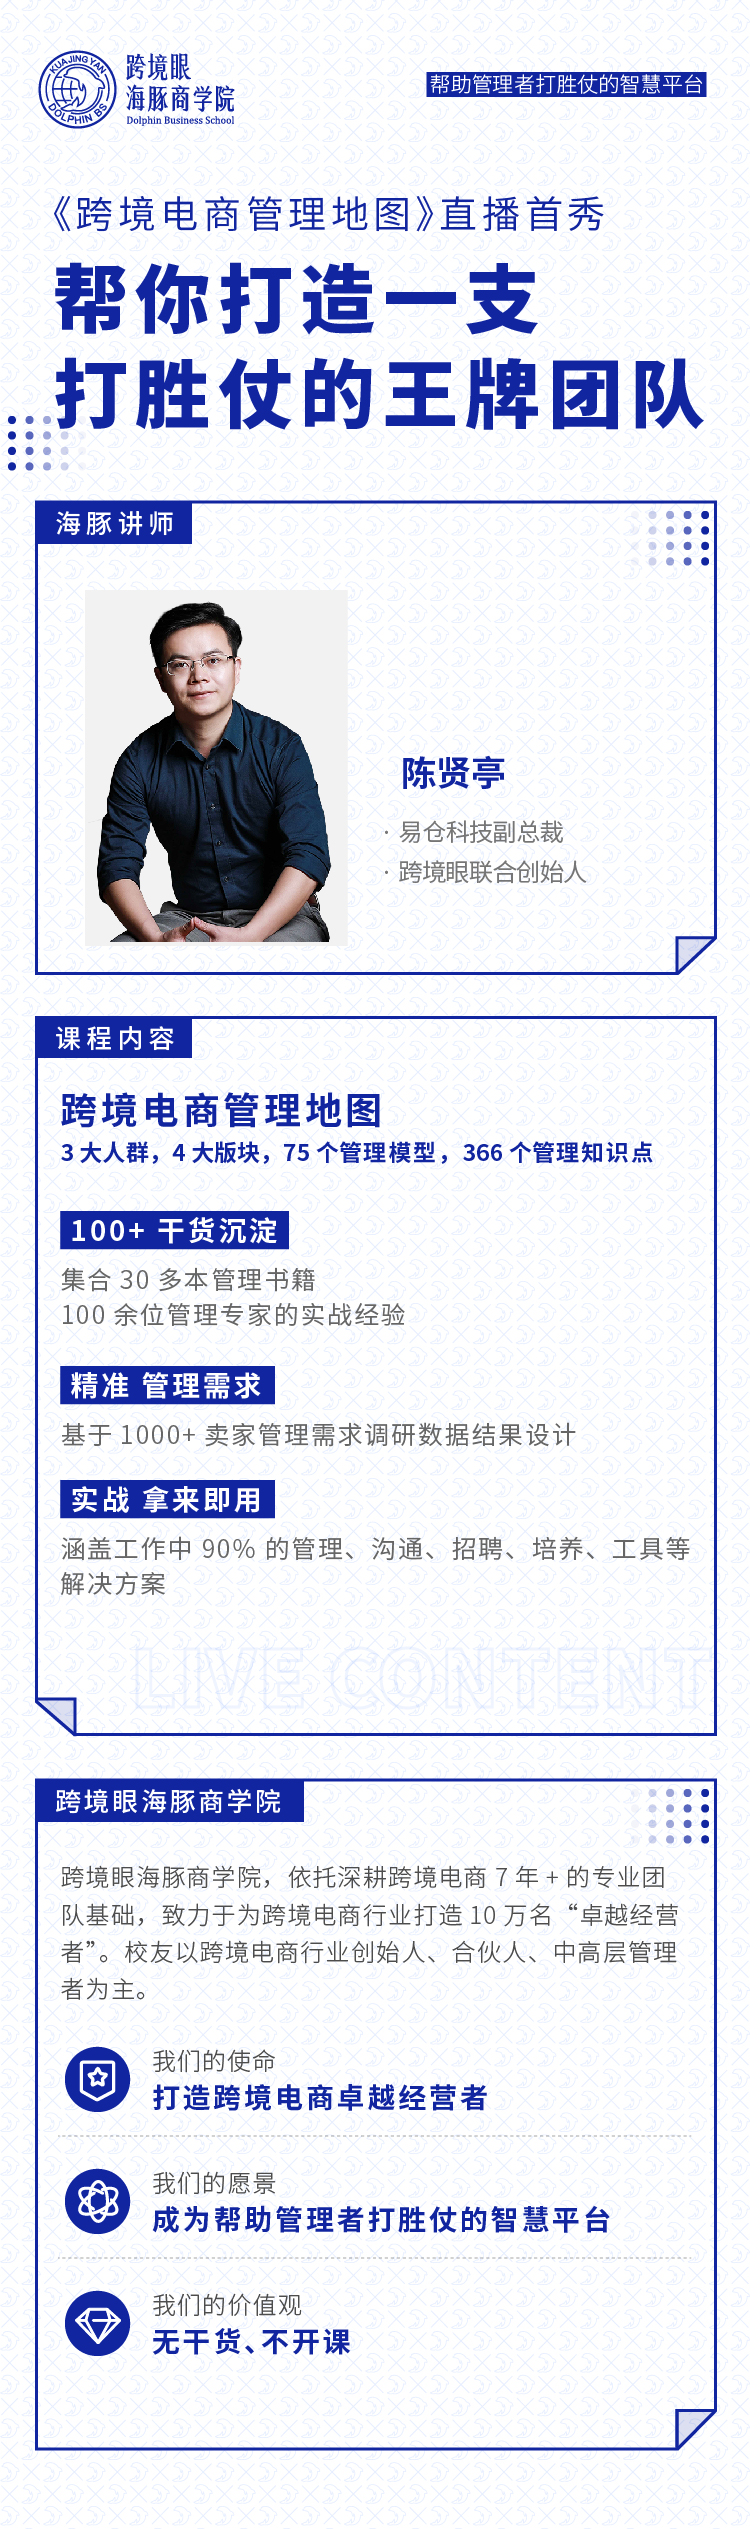 KUAJING YAN
DOLPHIN BS
跨境眼
海豚商学院
Dolphin Business School
帮助管理者打胜仗的智慧平台
《跨境电商管理地图》直播首秀
帮你打造一支
打胜仗的王牌团队
海豚讲师
陈贤亭
· 易仓科技副总裁
· 跨境眼联合创始人
课程内容
跨境电商管理地图
3 大人群，4 大版块，75 个管理模型，366 个管理知识点
100+ 干货沉淀
集合 30 多本管理书籍
100 余位管理专家的实战经验
精准 管理需求
基于 1000+ 卖家管理需求调研数据结果设计
实战 拿来即用
涵盖工作中 90% 的管理、沟通、招聘、培养、工具等
解决方案
LIVE CONTENT
跨境眼海豚商学院
跨境眼海豚商学院，依托深耕跨境电商 7 年 + 的专业团
队基础，致力于为跨境电商行业打造 10 万名“卓越经营
者”。校友以跨境电商行业创始人、合伙人、中高层管理
者为主。
我们的使命
打造跨境电商卓越经营者
我们的愿景
成为帮助管理者打胜仗的智慧平台
我们的价值观
无干货、不开课